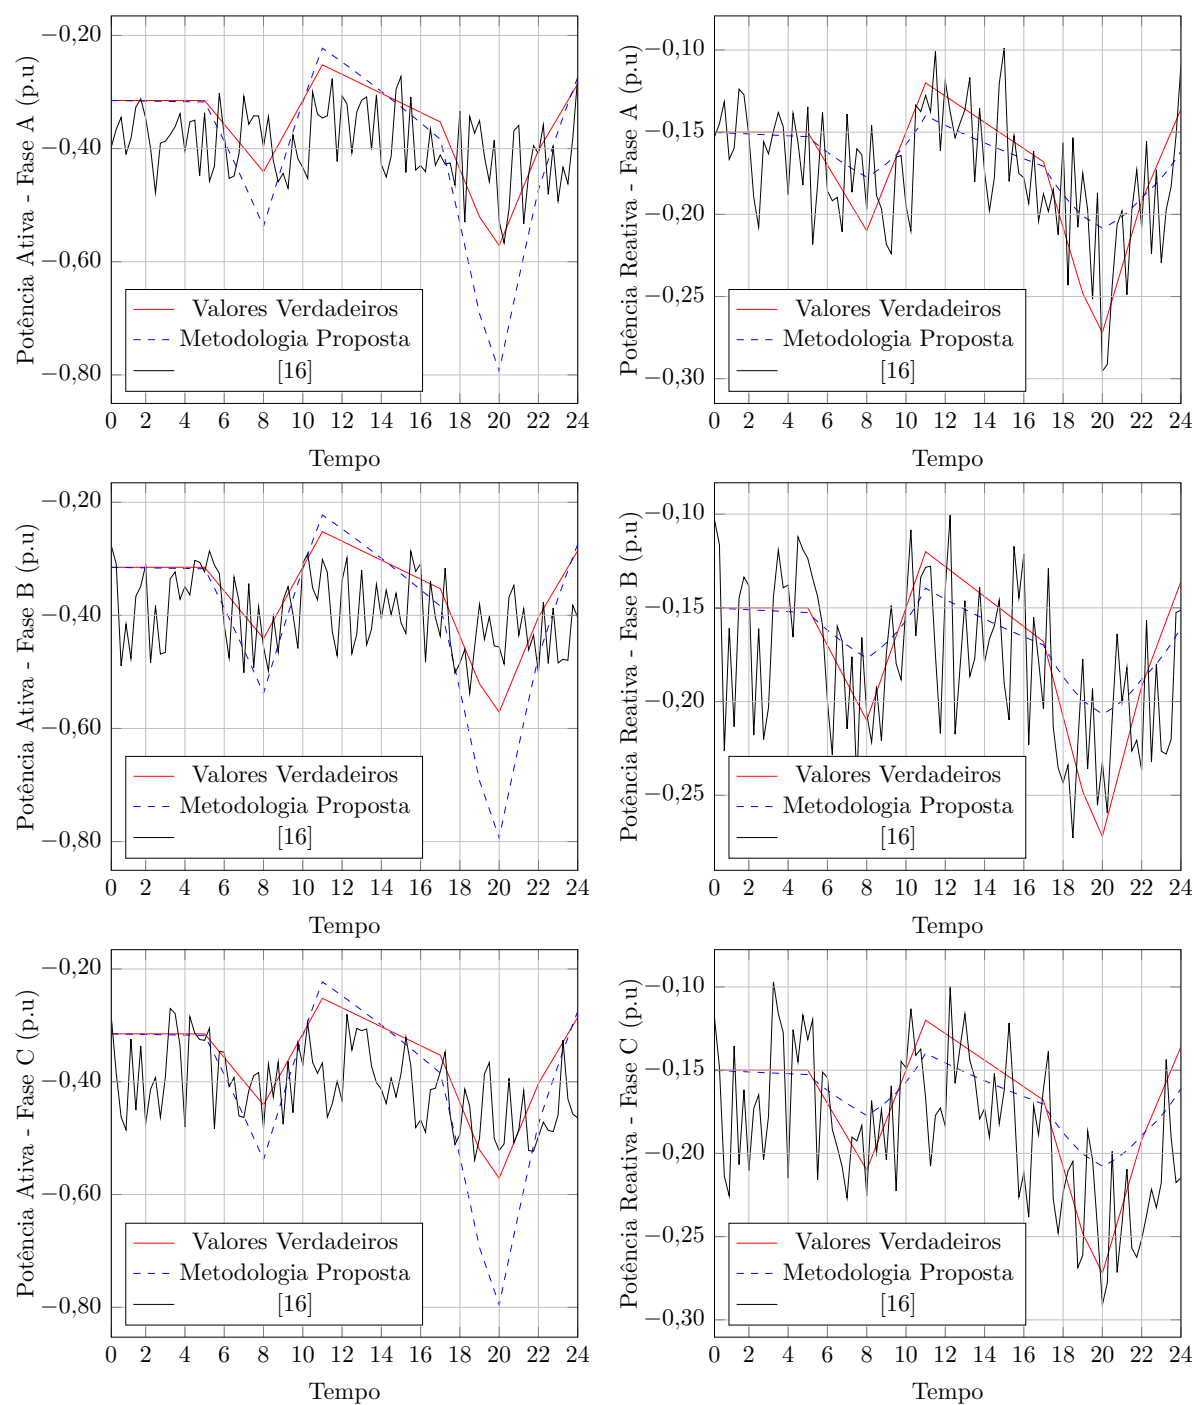 Potência Ativa - Fase A (p.u)
−0,20
−0,40
−0,60
−0,80
Valores Verdadeiros
Metodologia Proposta
[16]
0 2 4 6 8 10 12 14 16 18 20 22 24
Tempo
Potência Reativa - Fase A (p.u)
−0,10
−0,15
−0,20
−0,25
−0,30
Valores Verdadeiros
Metodologia Proposta
[16]
0 2 4 6 8 10 12 14 16 18 20 22 24
Tempo
Potência Ativa - Fase B (p.u)
−0,20
−0,40
−0,60
−0,80
Valores Verdadeiros
Metodologia Proposta
[16]
0 2 4 6 8 10 12 14 16 18 20 22 24
Tempo
Potência Reativa - Fase B (p.u)
−0,10
−0,15
−0,20
−0,25
Valores Verdadeiros
Metodologia Proposta
[16]
0 2 4 6 8 10 12 14 16 18 20 22 24
Tempo
Potência Ativa - Fase C (p.u)
−0,20
−0,40
−0,60
−0,80
Valores Verdadeiros
Metodologia Proposta
[16]
0 2 4 6 8 10 12 14 16 18 20 22 24
Tempo
Potência Reativa - Fase C (p.u)
−0,10
−0,15
−0,20
−0,25
−0,30
Valores Verdadeiros
Metodologia Proposta
[16]
0 2 4 6 8 10 12 14 16 18 20 22 24
Tempo